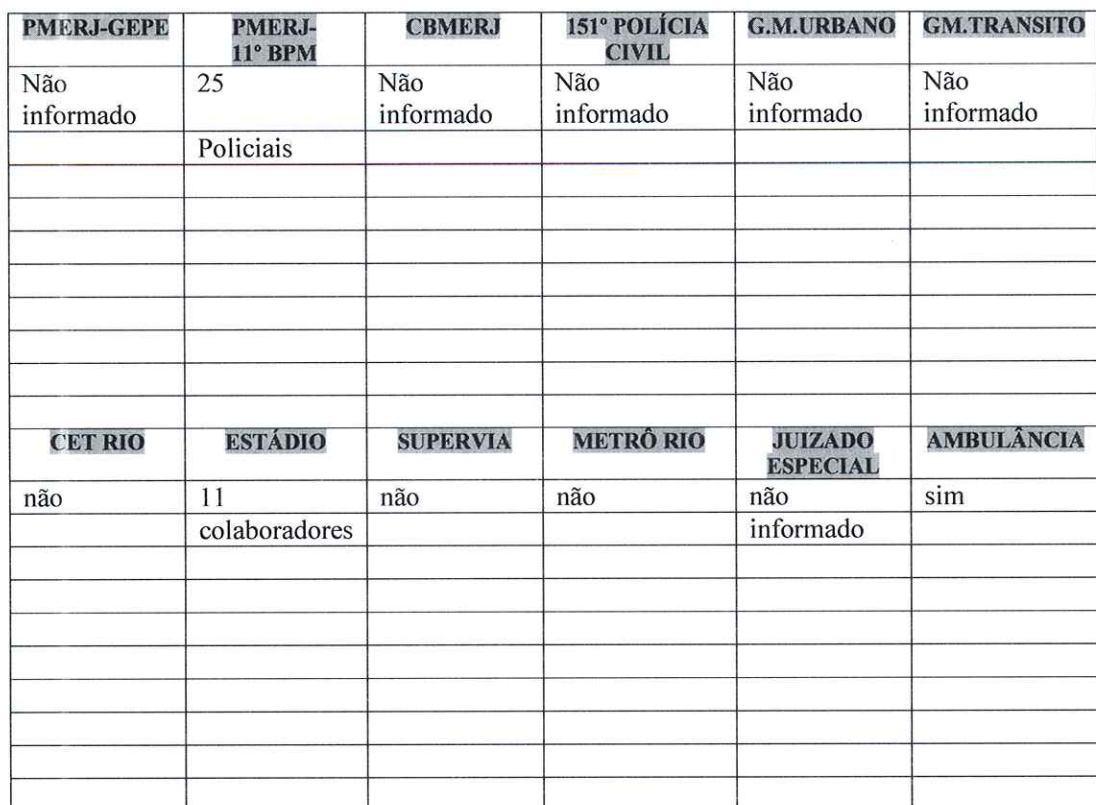 PMERJ-GEPE PMERJ- CBMERJ 151º POLÍCIA G.M.URBANO GM.TRANSITO
11º BPM CIVIL
Não 25 Não Não Não Não
informado informado informado informado informado
Policiais
CET RIO ESTÁDIO SUPERVIA METRÔ RIO JUIZADO AMBULÂNCIA
ESPECIAL
não 11 não não não sim
colaboradores informado